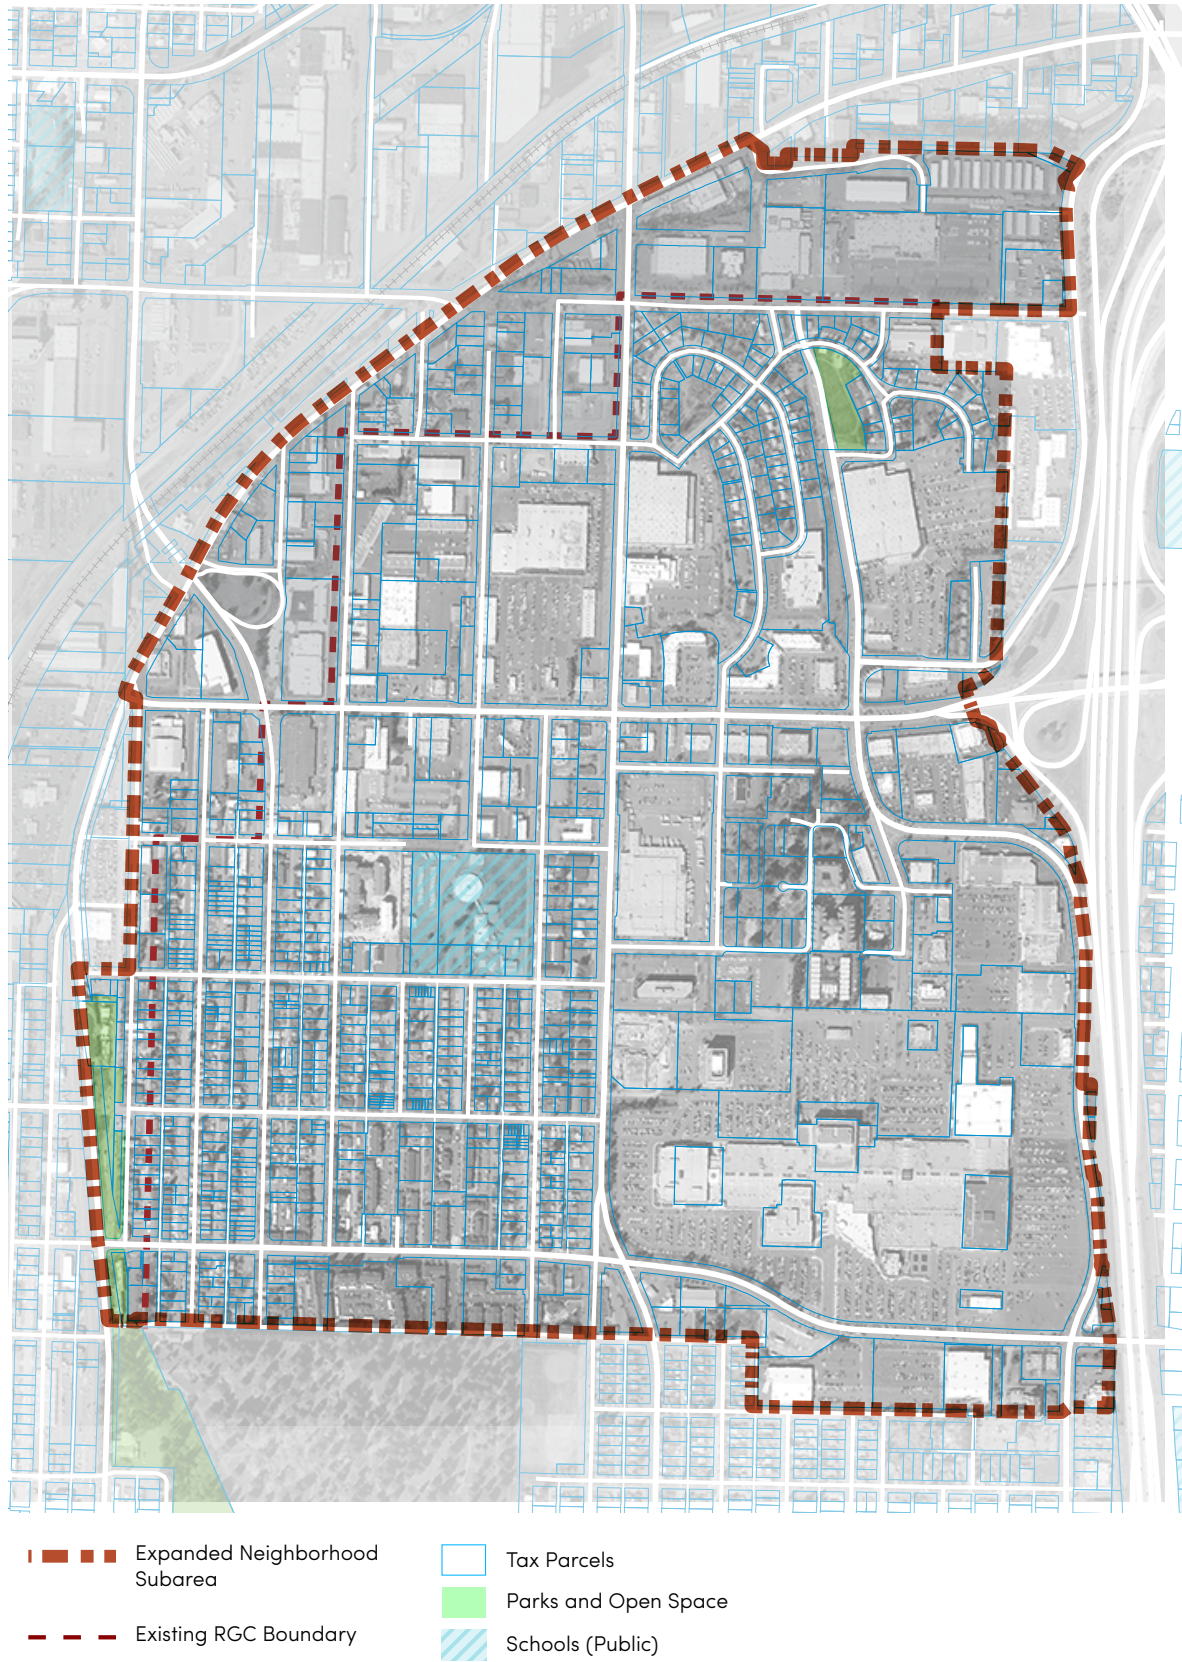 Expanded Neighborhood
Subarea
Existing RGC Boundary
Tax Parcels
Parks and Open Space
Schools (Public)